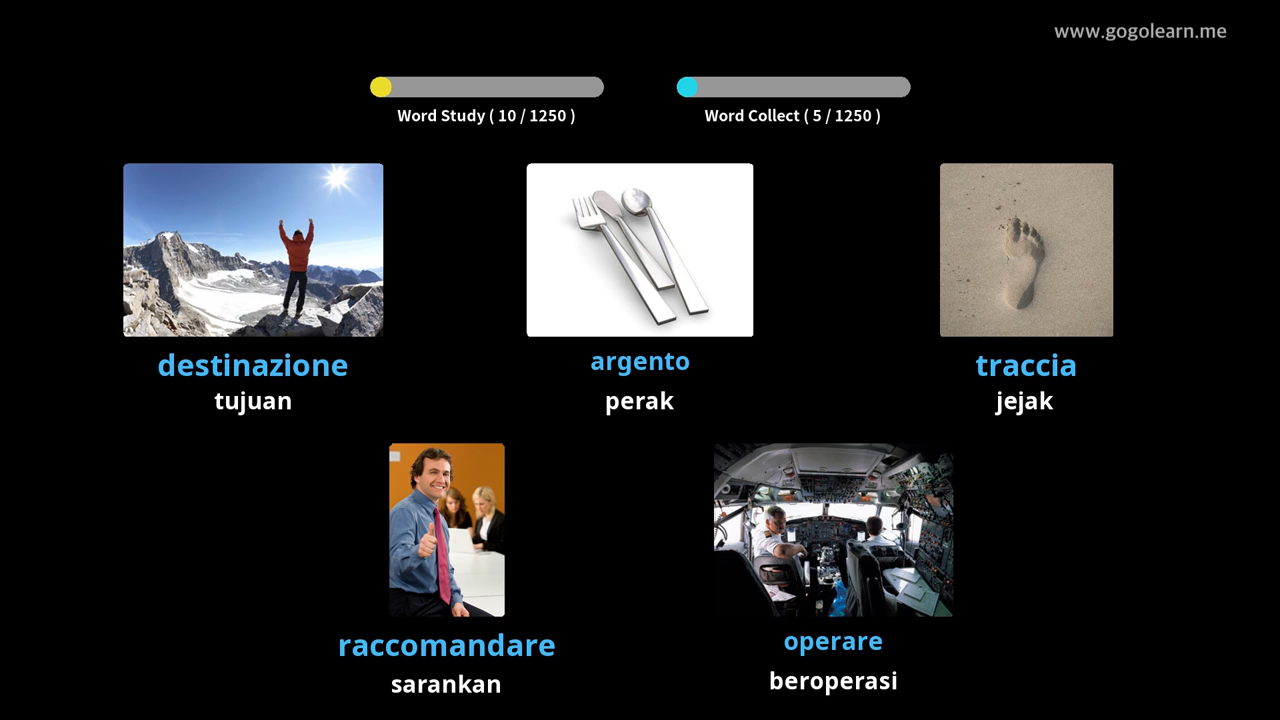 www.gogolearn.me
Word Study ( 10 / 1250 )
Word Collect ( 5 / 1250 )
destinazione
tujuan
argento
perak
traccia
jejak
raccomandare
sarankan
operare
beroperasi